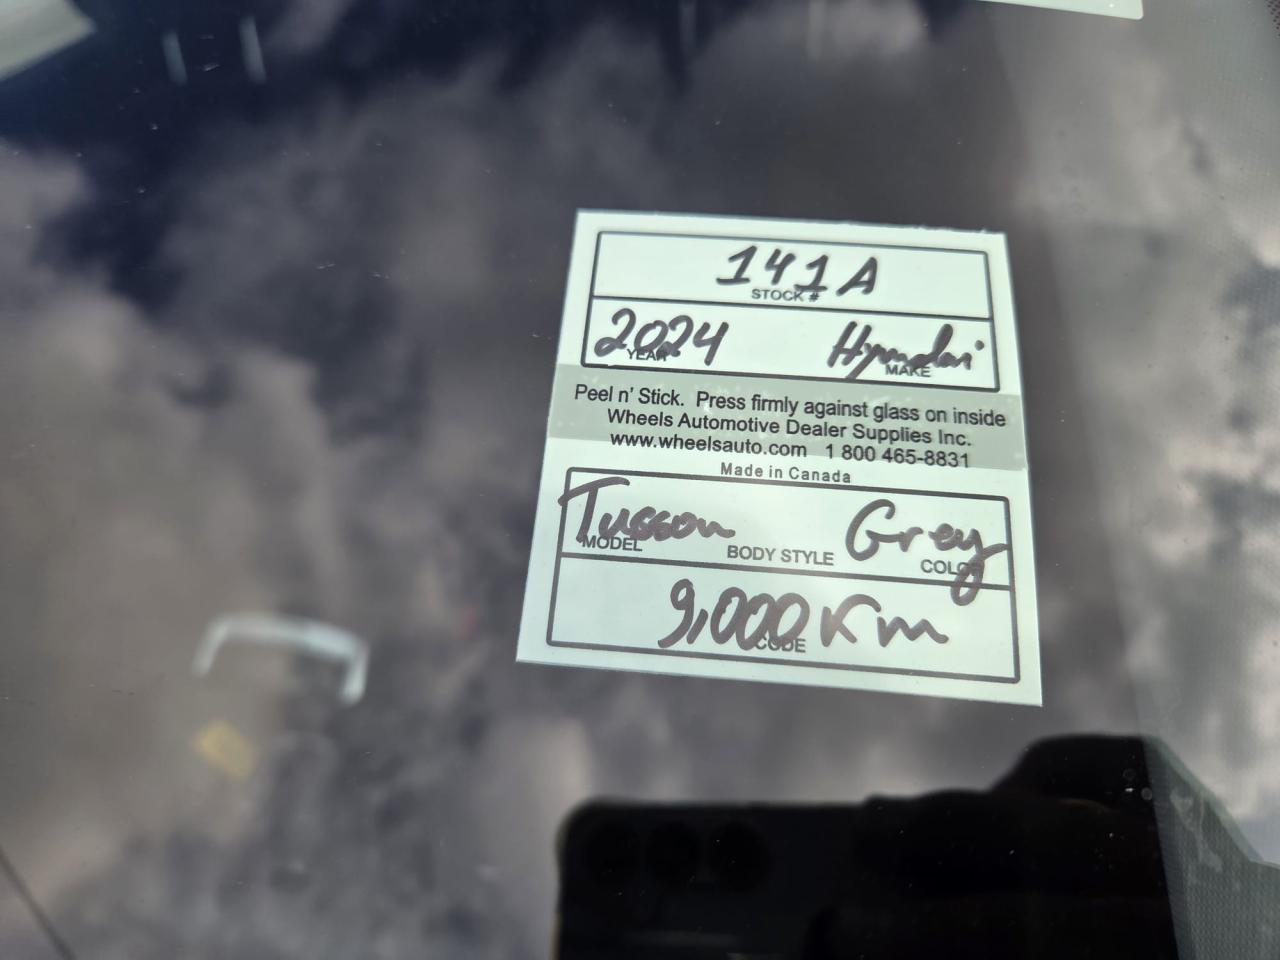 141A
STOCK #
2024 Hyundai
YEAR MAKE
Peel n' Stick. Press firmly against glass on inside
Wheels Automotive Dealer Supplies Inc.
www.wheelsauto.com 1 800 465-8831
Made in Canada
Tusson Grey
MODEL BODY STYLE COLOR
9,000 Km
CODE